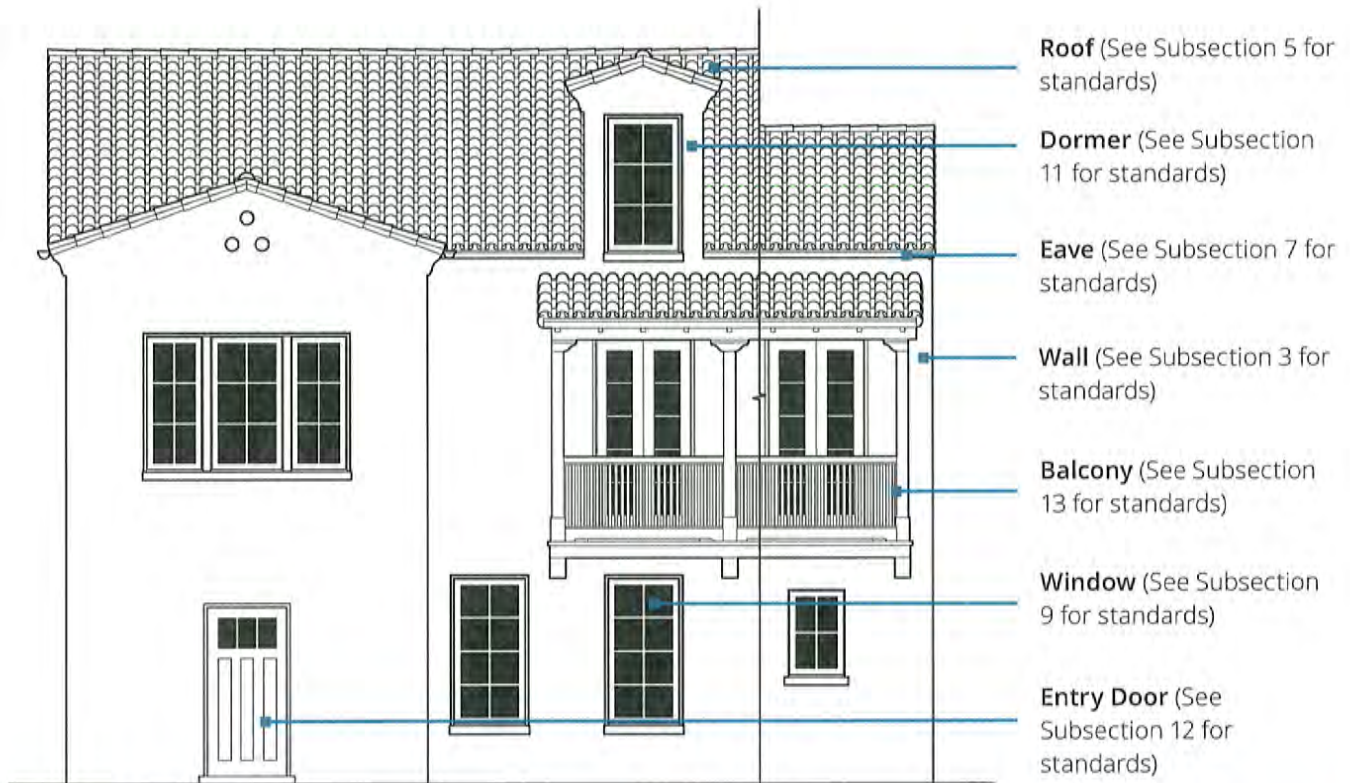 Roof (See Subsection 5 for
standards)
Dormer (See Subsection
11 for standards)
Eave (See Subsection 7 for
standards)
Wall (See Subsection 3 for
standards)
Balcony (See Subsection
13 for standards)
Window (See Subsection
9 for standards)
Entry Door (See
Subsection 12 for
standards)